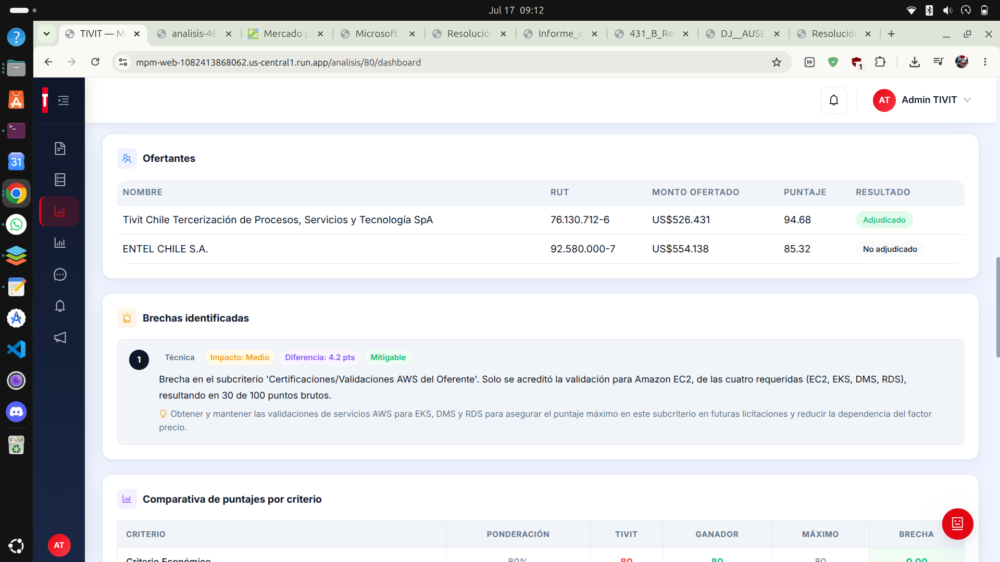 Jul 17 09:12
TIVIT — M
analisis-48
Mercado p
Microsoft
Resolución
Informe_d
431_B_Re
DJ__AUSE
Resolución
mpm-web-1082413868062.us-central1.run.app/analisis/80/dashboard
1
T
AT
Admin TIVIT
31
Ofertantes
NOMBRE RUT MONTO OFERTADO PUNTAJE RESULTADO
Tivit Chile Tercerización de Procesos, Servicios y Tecnología SpA 76.130.712-6 US$526.431 94.68 Adjudicado
ENTEL CHILE S.A. 92.580.000-7 US$554.138 85.32 No adjudicado
Brechas identificadas
1 Técnica Impacto: Medio Diferencia: 4.2 pts Mitigable
Brecha en el subcriterio 'Certificaciones/Validaciones AWS del Oferente'. Solo se acreditó la validación para Amazon EC2, de las cuatro requeridas (EC2, EKS, DMS, RDS),
resultando en 30 de 100 puntos brutos.
Obtener y mantener las validaciones de servicios AWS para EKS, DMS y RDS para asegurar el puntaje máximo en este subcriterio en futuras licitaciones y reducir la dependencia del factor
precio.
Comparativa de puntajes por criterio
CRITERIO PONDERACIÓN TIVIT GANADOR MÁXIMO BRECHA
Criterio Económico 80% 80 80 80 0.00
AT